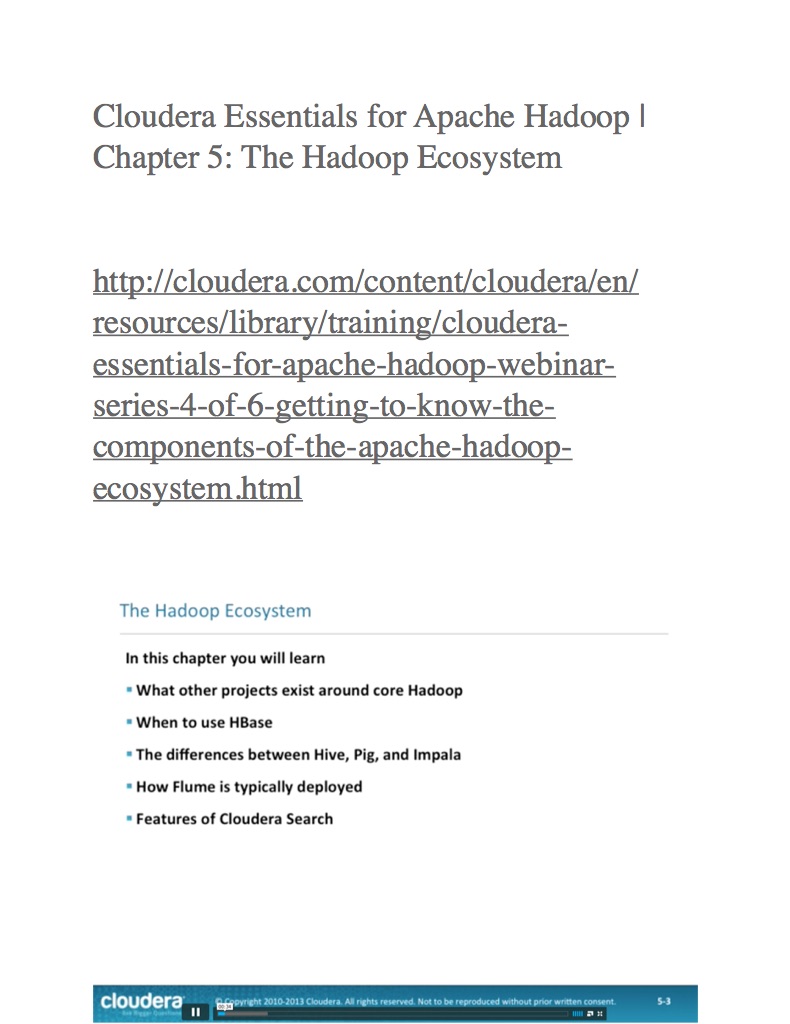 Cloudera Essentials for Apache Hadoop |
Chapter 5: The Hadoop Ecosystem
http://cloudera.com/content/cloudera/en/
resources/library/training/cloudera-
essentials-for-apache-hadoop-webinar-
series-4-of-6-getting-to-know-the-
components-of-the-apache-hadoop-
ecosystem.html
The Hadoop Ecosystem
In this chapter you will learn
▪ What other projects exist around core Hadoop
▪ When to use HBase
▪ The differences between Hive, Pig, and Impala
▪ How Flume is typically deployed
▪ Features of Cloudera Search
cloudera
© Copyright 2010-2013 Cloudera. All rights reserved. Not to be reproduced without prior written consent.
5-3